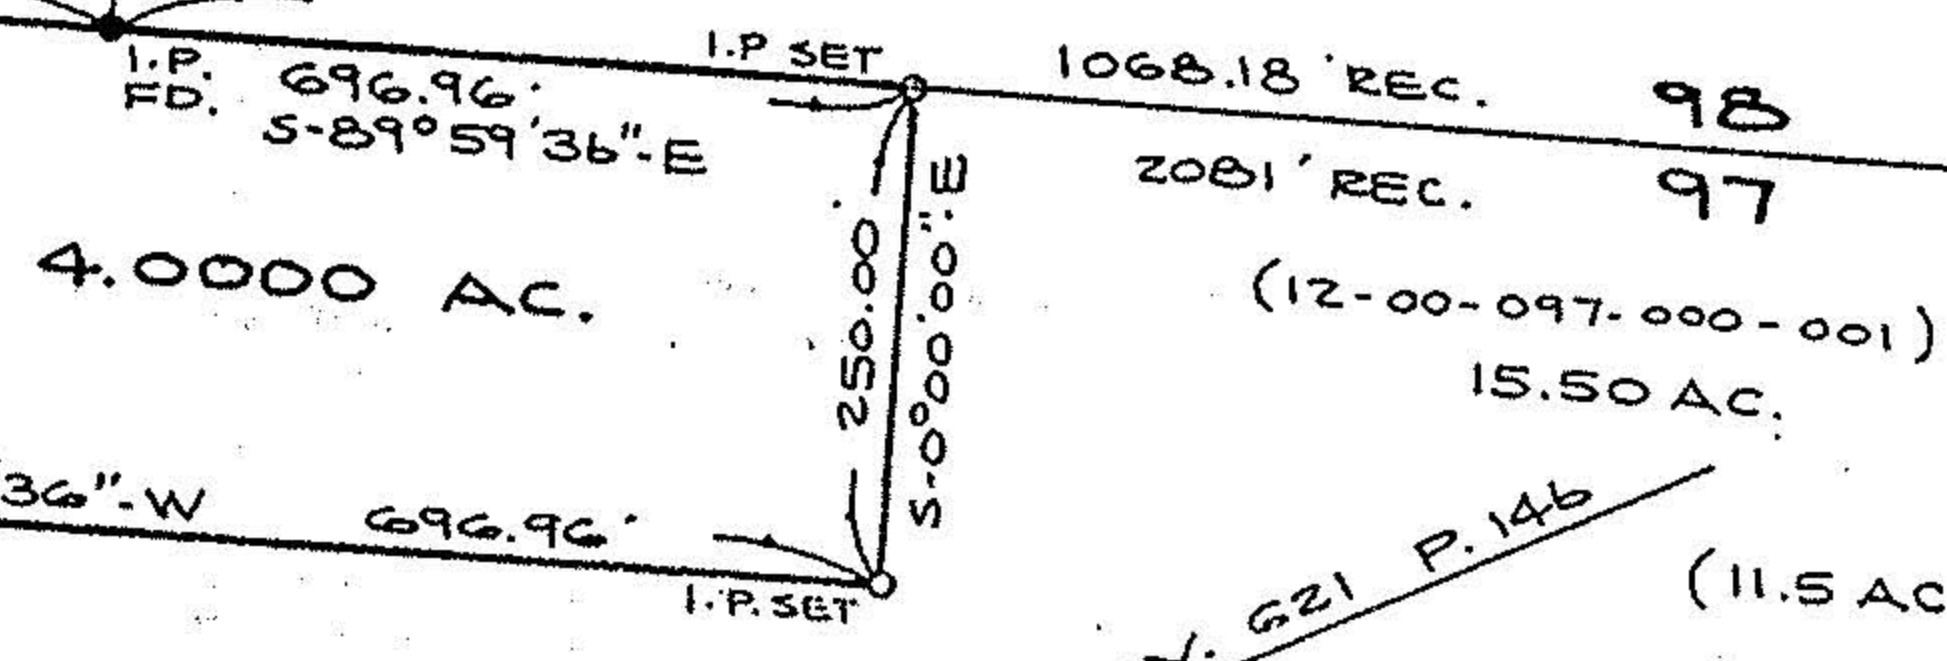 I.P. SET
1068.18' REC.
98
I.P.
FD.
696.96'
S-89°59'36"-E
2081' REC.
97
250.00'
S-0°00'00"-E
4.0000 AC.
(12-00-097-000-001)
15.50 AC.
36"-W
696.96'
I.P. SET
621 P. 146
(11.5 AC